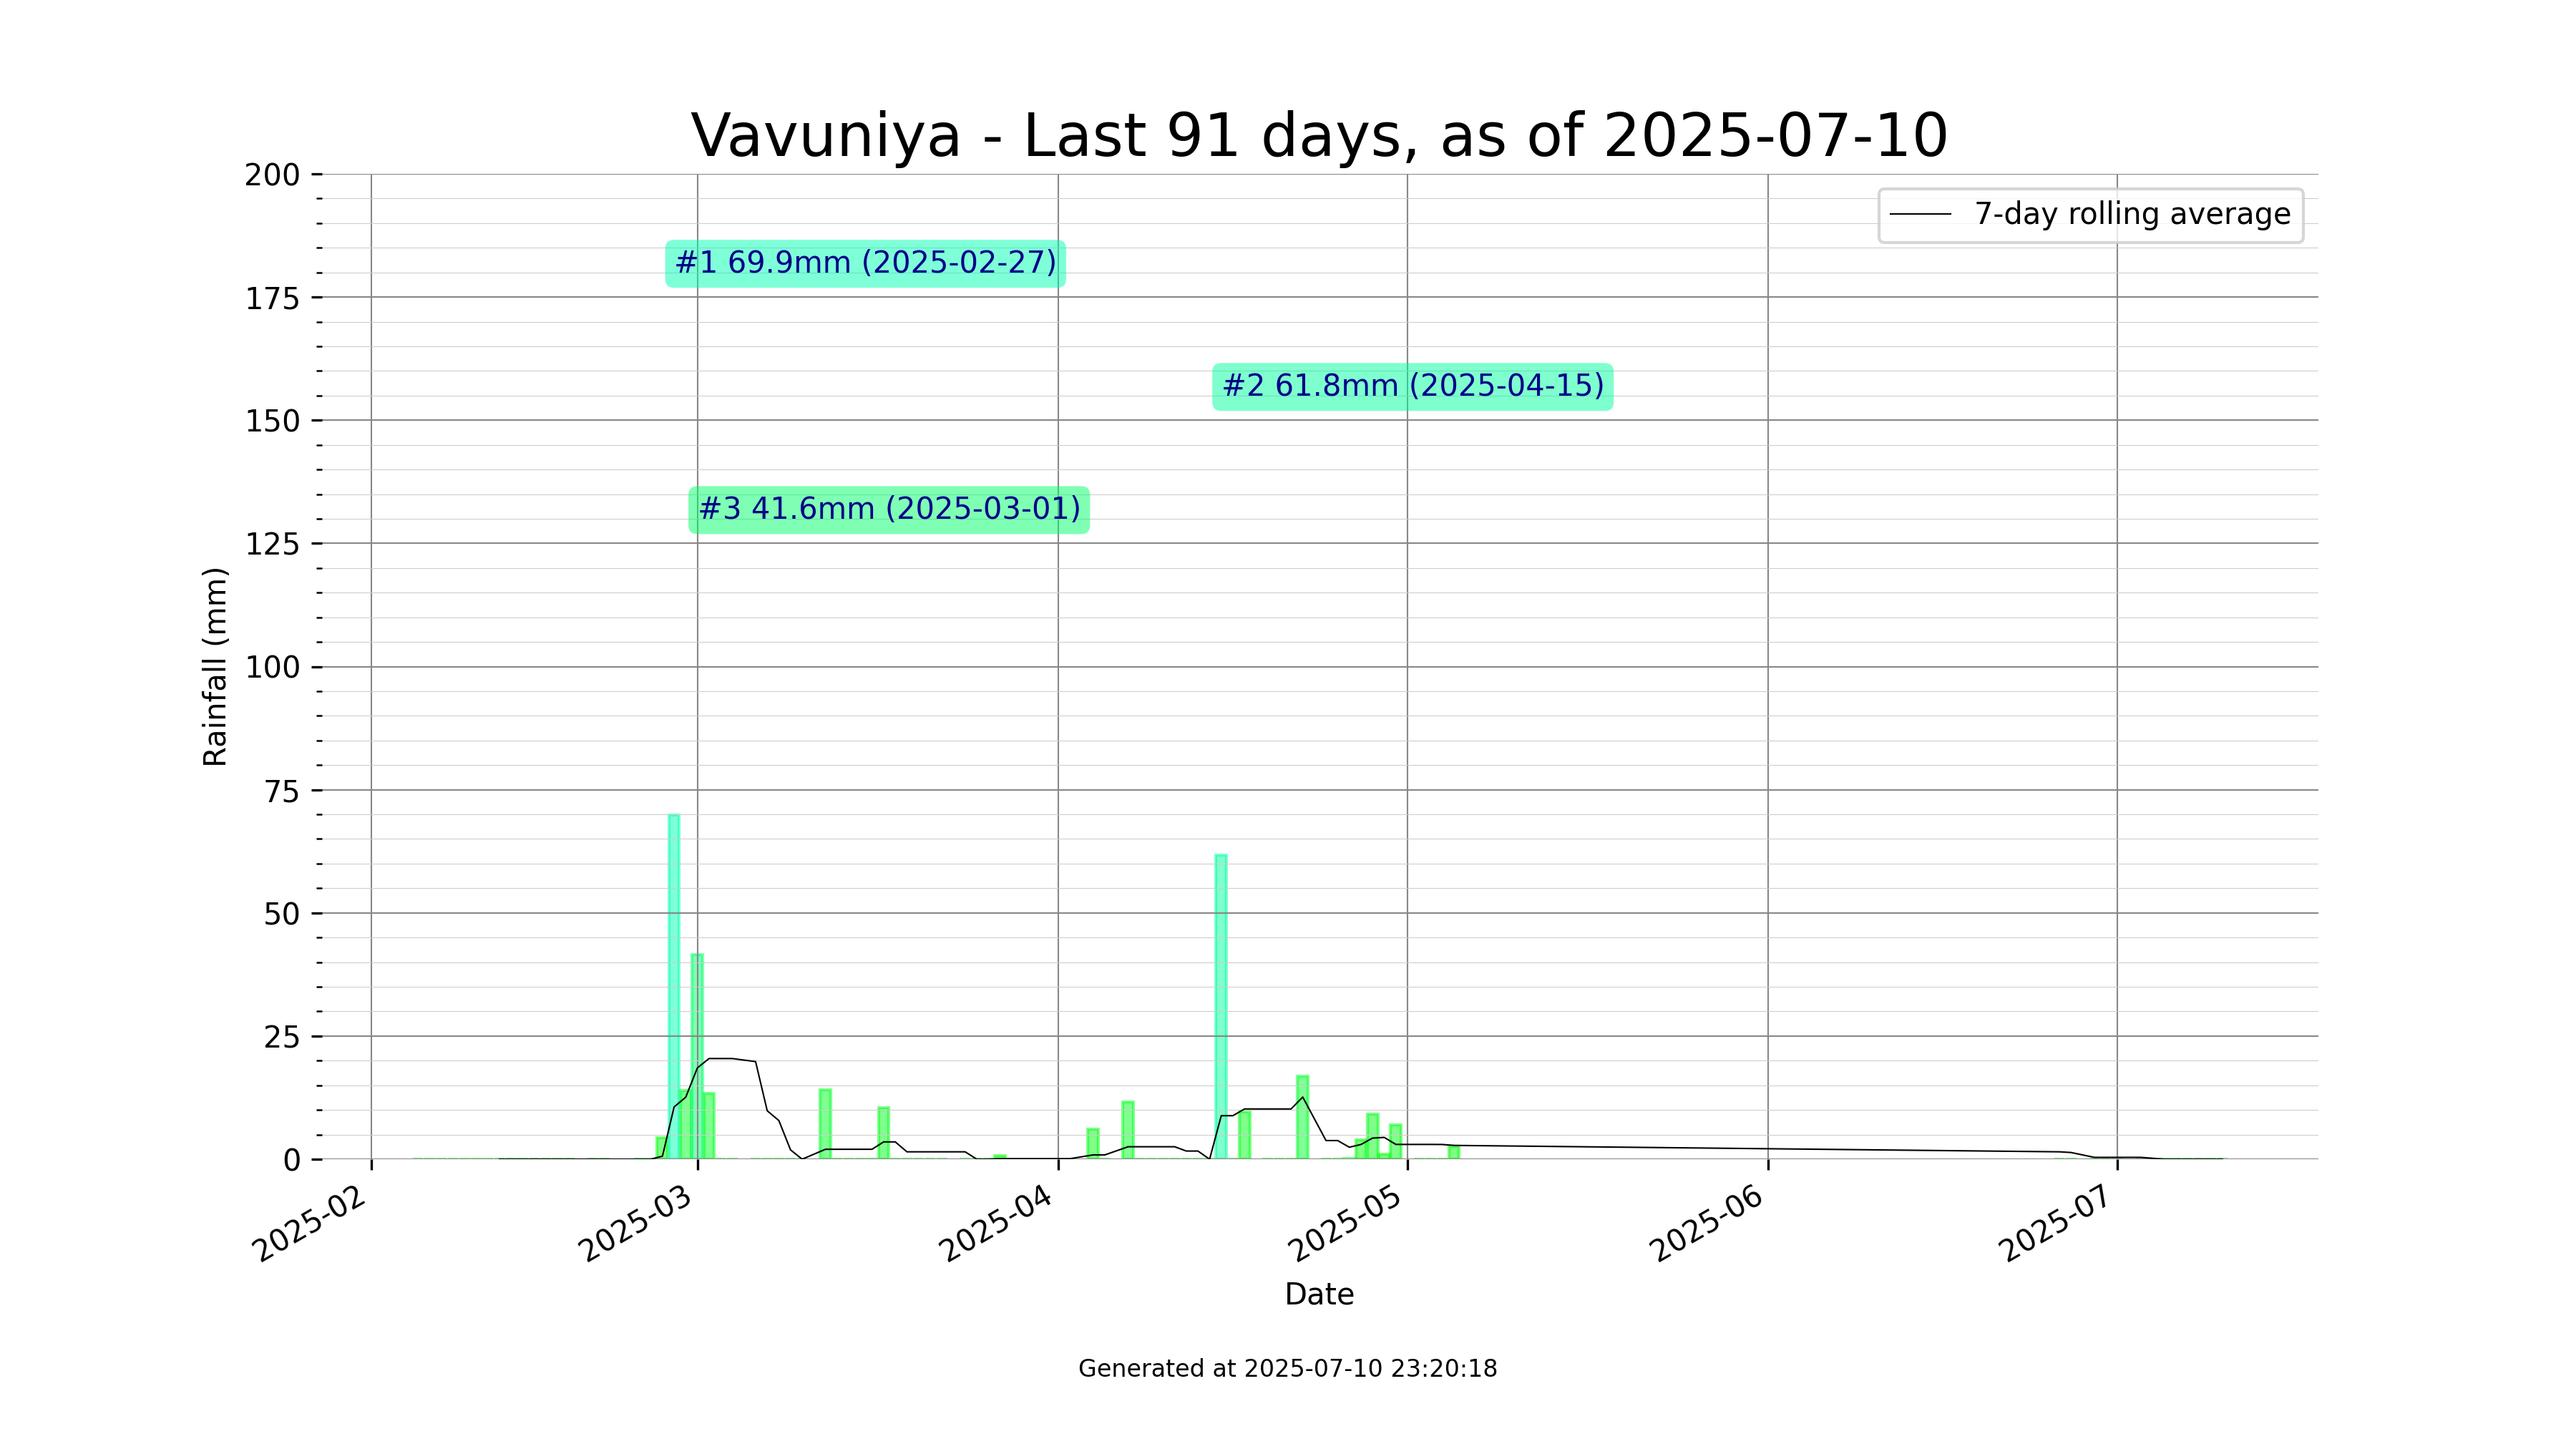 Vavuniya - Last 91 days, as of 2025-07-10
200
175
150
125
100
75
50
25
0
Rainfall (mm)
7-day rolling average
#1 69.9mm (2025-02-27)
#2 61.8mm (2025-04-15)
#3 41.6mm (2025-03-01)
2025-02
2025-03
2025-04
2025-05
2025-06
2025-07
Date
Generated at 2025-07-10 23:20:18